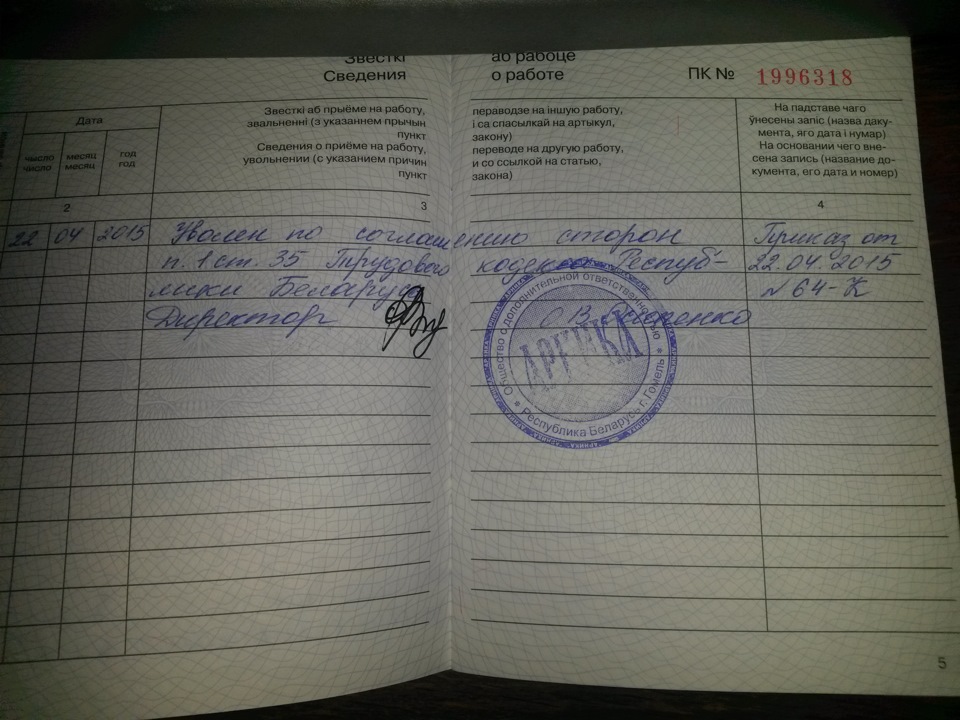 Звесткі аб рабоце
Сведения о работе
ПК № 1996318
Дата
число число
месяц месяц
год год
Звесткі аб прыёме на работу, пераводзе на іншую работу,
звальненні (з указаннем прычын і са спасылкай на артыкул,
пункт закону)
Сведения о приёме на работу, переводе на другую работу,
увольнении (с указанием причин и со ссылкой на статью,
пункт закона)
На падставе чаго
ўнесены запіс (назва даку-
мента, яго дата і нумар)
На основании чего вне-
сена запись (название до-
кумента, его дата и номер)
2 3 4
22 04 2015 Уволен по соглашению сторон Приказ от
п. 1 ст. 35 Трудового кодекса Респуб- 22.04.2015
лики Беларусь N 64-К
Директор О.В.
Общество с дополнительной ответственностью
АРГИКА
* Республика Беларусь г. Гомель *
5